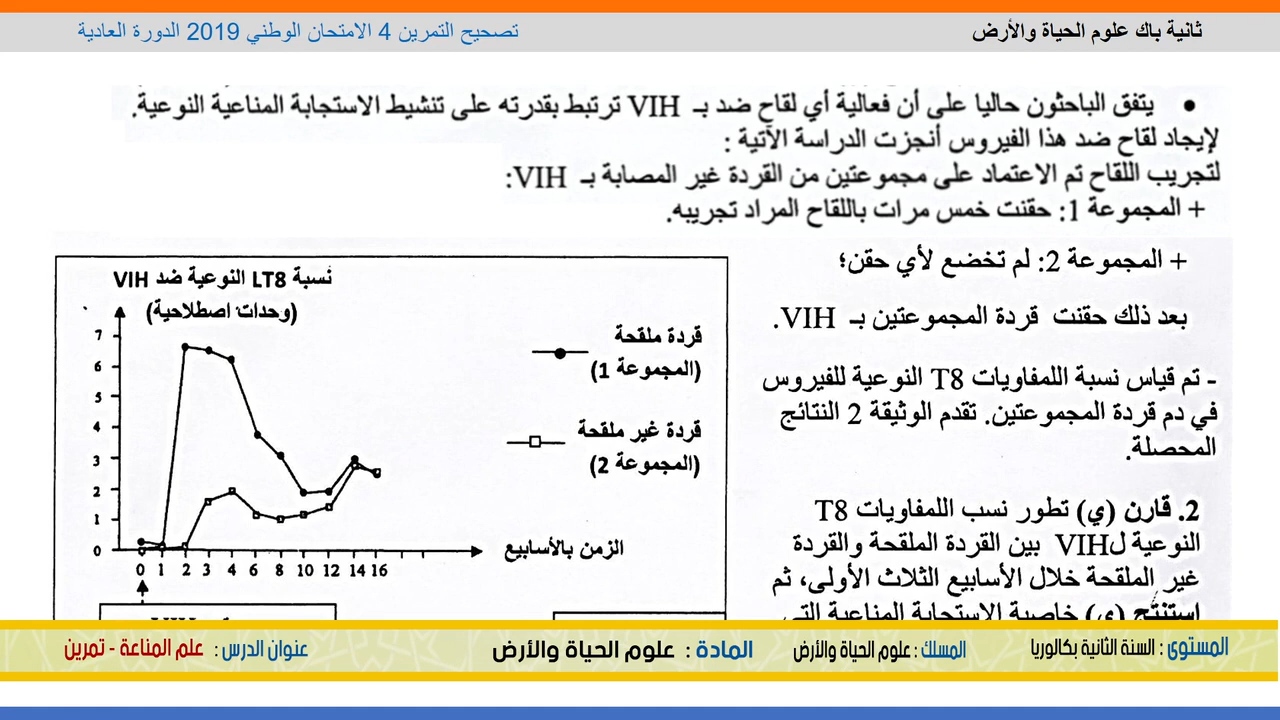 ثانية باك علوم الحياة والأرض
تصحيح التمرين 4 الامتحان الوطني 2019 الدورة العادية
• يتفق الباحثون حاليا على أن فعالية أي لقاح ضد بـ VIH ترتبط بقدرته على تنشيط الاستجابة المناعية النوعية.
لإيجاد لقاح ضد هذا الفيروس أنجزت الدراسة الآتية :
لتجريب اللقاح تم الاعتماد على مجموعتين من القردة غير المصابة بـ VIH:
+ المجموعة 1: حقنت خمس مرات باللقاح المراد تجريبه.
+ المجموعة 2: لم تخضع لأي حقن؛
بعد ذلك حقنت قردة المجموعتين بـ VIH.
- تم قياس نسبة اللمفاويات T8 النوعية للفيروس
في دم قردة المجموعتين. تقدم الوثيقة 2 النتائج
المحصلة.
2. قارن (ي) تطور نسب اللمفاويات T8
النوعية لVIH بين القردة الملقحة والقردة
غير الملقحة خلال الأسابيع الثلاث الأولى، ثم
استنتج (ي) خاصية الاستجابة المناعية التي
نسبة LT8 النوعية ضد VIH
(وحدات اصطلاحية)
7
6
5
4
3
2
1
0
0 1 2 3 4 6 8 10 12 14 16
الزمن بالأسابيع
قردة ملقحة
(المجموعة 1)
قردة غير ملقحة
(المجموعة 2)
المستوى : السنة الثانية بكالوريا
المسلك : علوم الحياة والأرض
المادة : علوم الحياة والأرض
عنوان الدرس : علم المناعة - تمرين